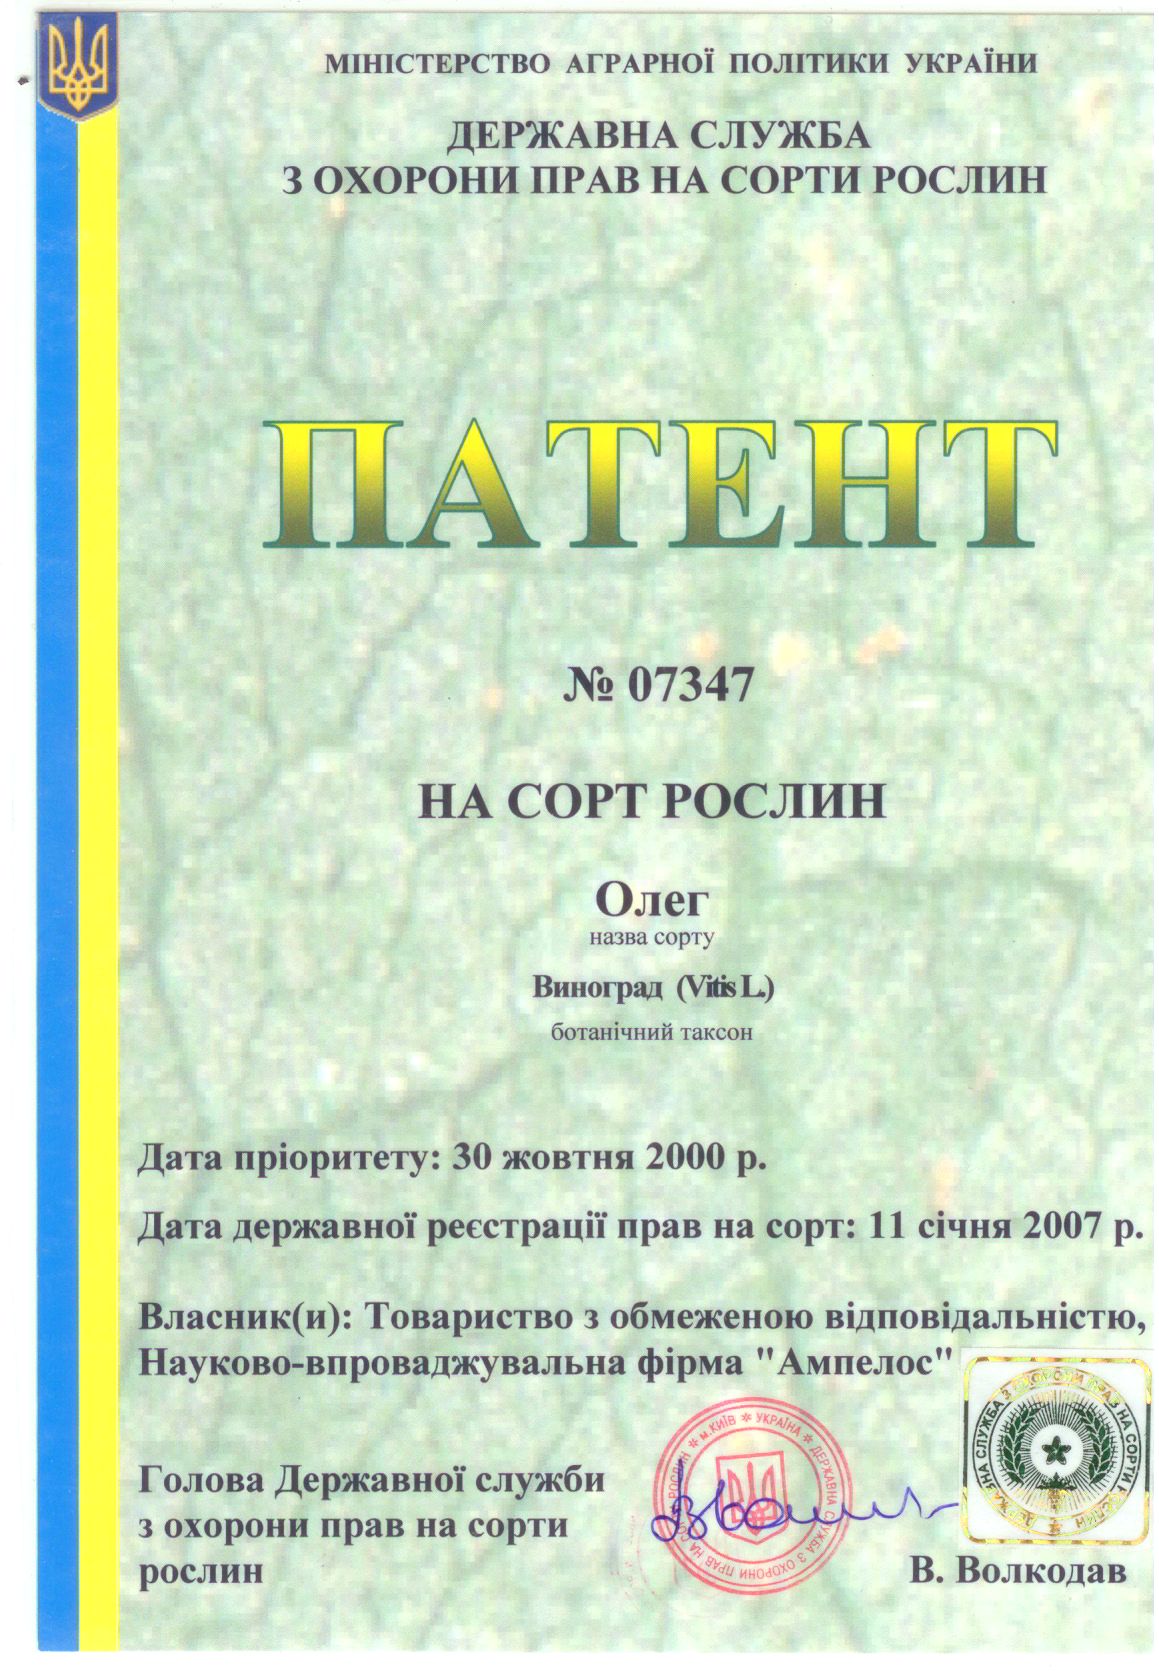 МІНІСТЕРСТВО АГРАРНОЇ ПОЛІТИКИ УКРАЇНИ
ДЕРЖАВНА СЛУЖБА
З ОХОРОНИ ПРАВ НА СОРТИ РОСЛИН
ПАТЕНТ
№ 07347
НА СОРТ РОСЛИН
Олег
назва сорту
Виноград (Vitis L.)
ботанічний таксон
Дата пріоритету: 30 жовтня 2000 р.
Дата державної реєстрації прав на сорт: 11 січня 2007 р.
Власник(и): Товариство з обмеженою відповідальністю,
Науково-впроваджувальна фірма "Ампелос"
Голова Державної служби
з охорони прав на сорти
рослин
В. Волкодав
✻ м.КИЇВ ✻ УКРАЇНА ✻ ДЕРЖАВНА СЛУЖБА З ОХОРОНИ ПРАВ НА СОРТИ РОСЛИН
ДЕРЖАВНА СЛУЖБА З ОХОРОНИ ПРАВ НА СОРТИ РОСЛИН